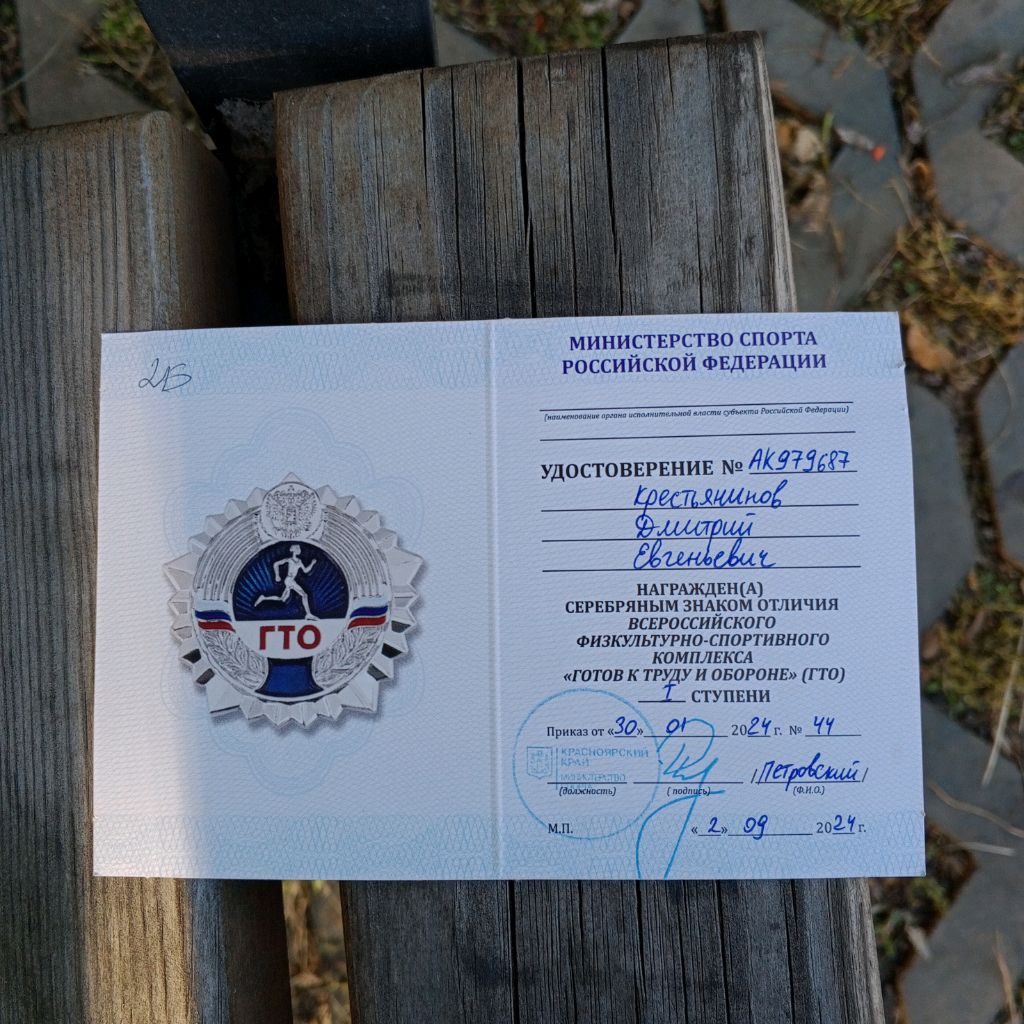 2Б
ГТО
МИНИСТЕРСТВО СПОРТА
РОССИЙСКОЙ ФЕДЕРАЦИИ
(наименование органа исполнительной власти субъекта Российской Федерации)
УДОСТОВЕРЕНИЕ № АК979687
Крестьянинов
Дмитрий
Евгеньевич
НАГРАЖДЕН(А)
СЕРЕБРЯНЫМ ЗНАКОМ ОТЛИЧИЯ
ВСЕРОССИЙСКОГО
ФИЗКУЛЬТУРНО-СПОРТИВНОГО
КОМПЛЕКСА
«ГОТОВ К ТРУДУ И ОБОРОНЕ» (ГТО)
I СТУПЕНИ
Приказ от «30» 01 2024 г. № 44
КРАСНОЯРСКИЙ
КРАЙ
МИНИСТЕРСТВО
/Петровский/
(должность) (подпись) (Ф.И.О.)
М.П. «2» 09 2024 г.